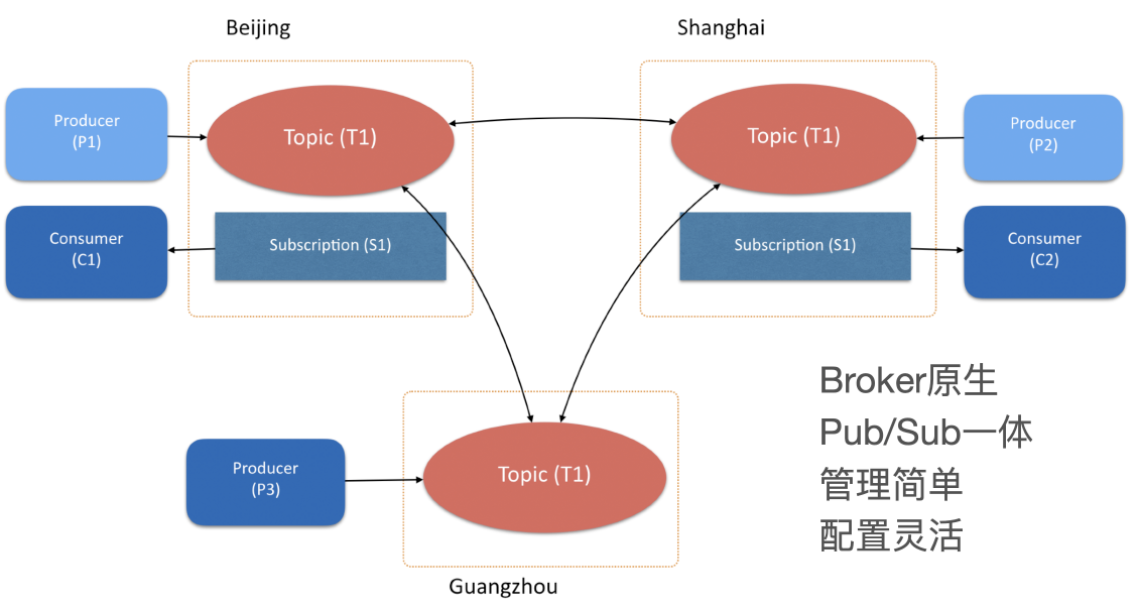 Beijing
Shanghai
Producer
(P1)
Topic (T1)
Topic (T1)
Producer
(P2)
Consumer
(C1)
Subscription (S1)
Subscription (S1)
Consumer
(C2)
Broker原生
Pub/Sub一体
管理简单
配置灵活
Producer
(P3)
Topic (T1)
Guangzhou